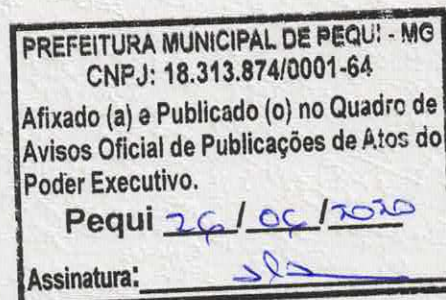 PREFEITURA MUNICIPAL DE PEQUI - MG
CNPJ: 18.313.874/0001-64
Afixado (a) e Publicado (o) no Quadro de
Avisos Oficial de Publicações de Atos do
Poder Executivo.
Pequi / / 2020
Assinatura: